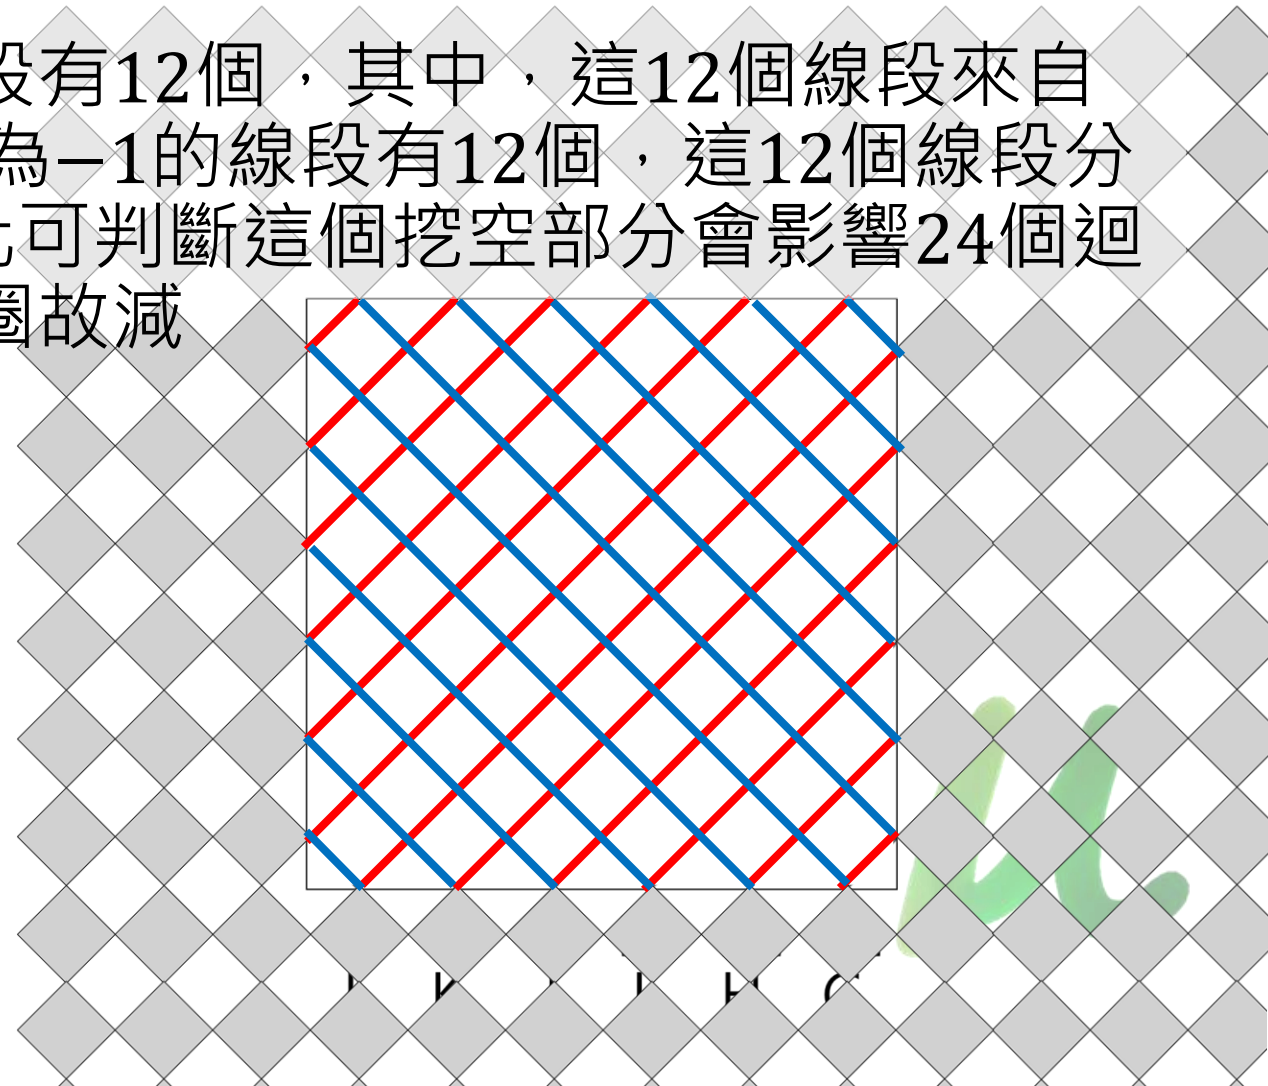 有12個，其中，這12個線段來自
為−1的線段有12個，這12個線段分
可判斷這個挖空部分會影響24個迴
圈故減
K H G